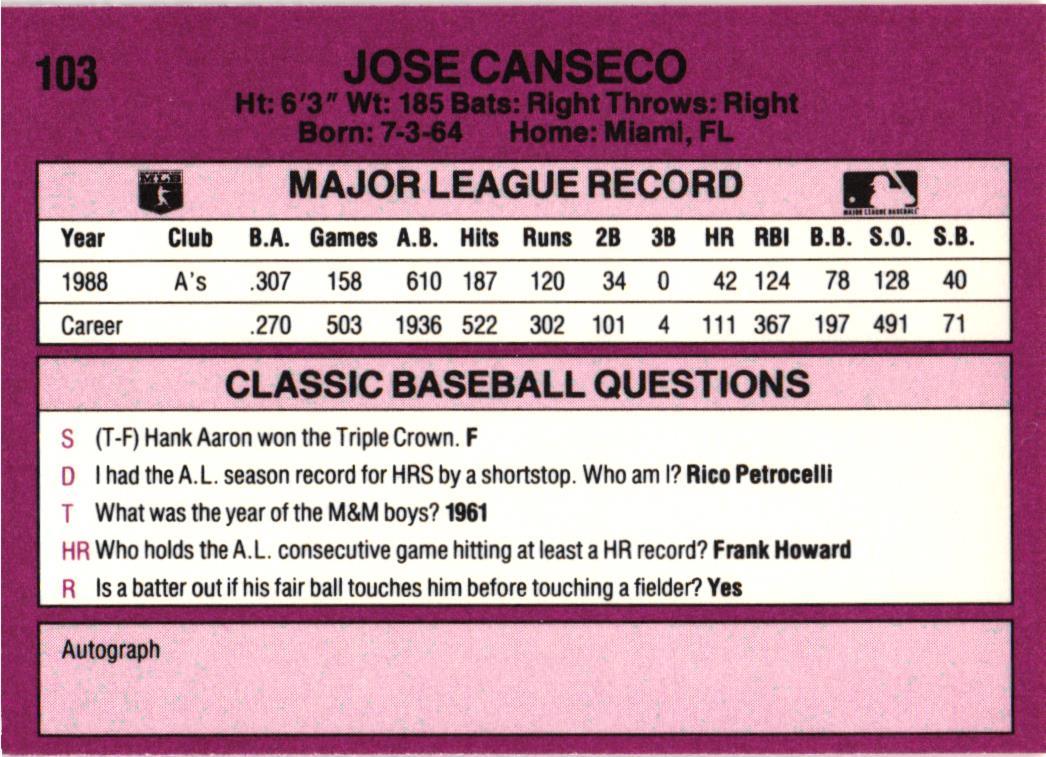 103
JOSE CANSECO
Ht: 6'3" Wt: 185 Bats: Right Throws: Right
Born: 7-3-64 Home: Miami, FL
MLB MAJOR LEAGUE RECORD MAJOR LEAGUE BASEBALL
Year Club B.A. Games A.B. Hits Runs 2B 3B HR RBI B.B. S.O. S.B.
1988 A's .307 158 610 187 120 34 0 42 124 78 128 40
Career .270 503 1936 522 302 101 4 111 367 197 491 71
CLASSIC BASEBALL QUESTIONS
S (T-F) Hank Aaron won the Triple Crown. F
D I had the A.L. season record for HRS by a shortstop. Who am I? Rico Petrocelli
T What was the year of the M&M boys? 1961
HR Who holds the A.L. consecutive game hitting at least a HR record? Frank Howard
R Is a batter out if his fair ball touches him before touching a fielder? Yes
Autograph